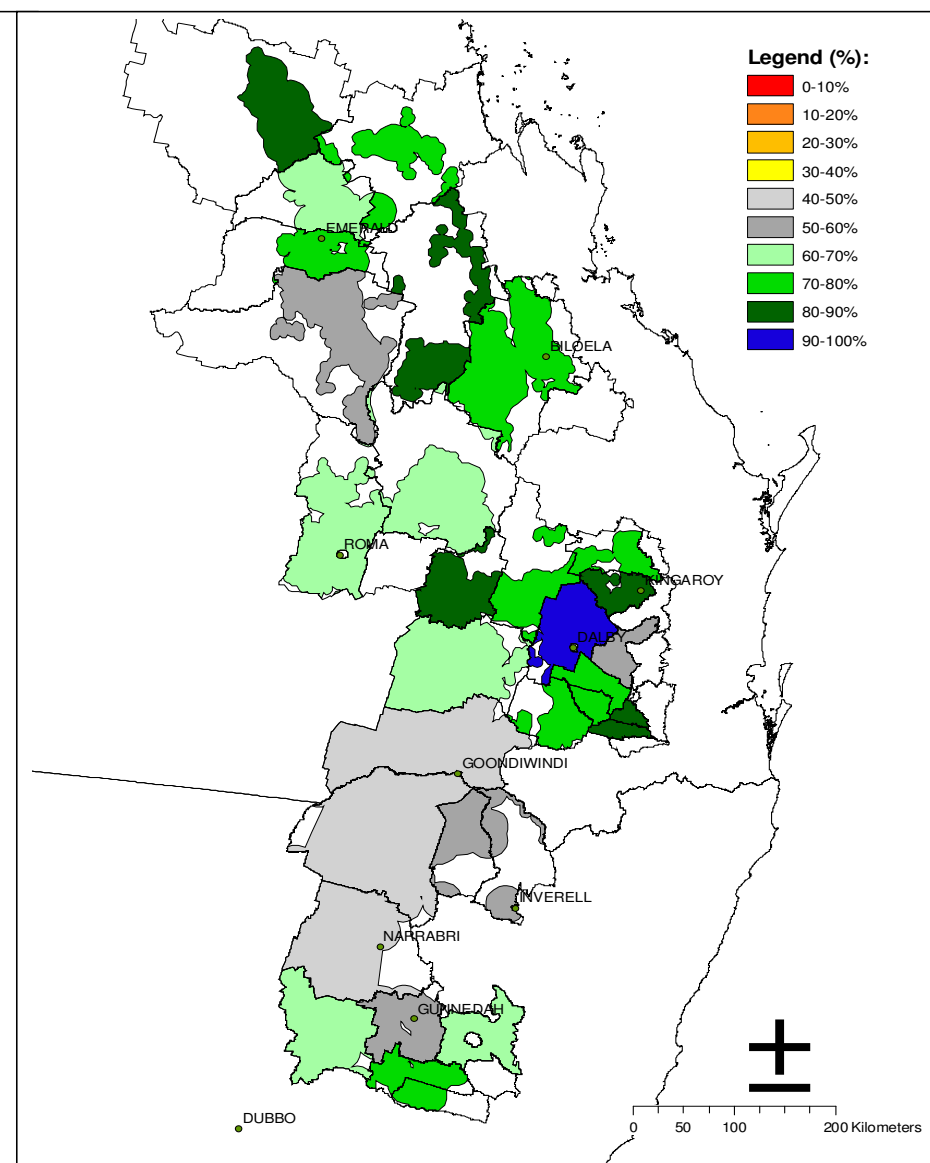 Legend (%):
0-10%
10-20%
20-30%
30-40%
40-50%
50-60%
60-70%
70-80%
80-90%
90-100%
EMERALD
BILOELA
ROMA
KINGAROY
DALBY
GOONDIWINDI
INVERELL
NARRABRI
GUNNEDAH
DUBBO
0 50 100 200 Kilometers